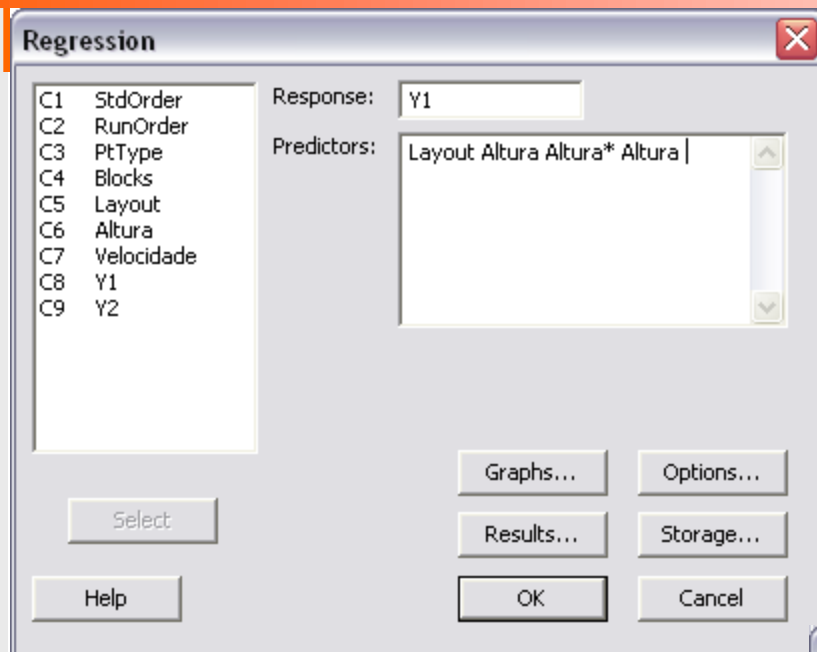 Regression
C1 StdOrder
C2 RunOrder
C3 PtType
C4 Blocks
C5 Layout
C6 Altura
C7 Velocidade
C8 Y1
C9 Y2
Response: Y1
Predictors: Layout Altura Altura* Altura
Select
Graphs... Options...
Results... Storage...
Help
OK Cancel